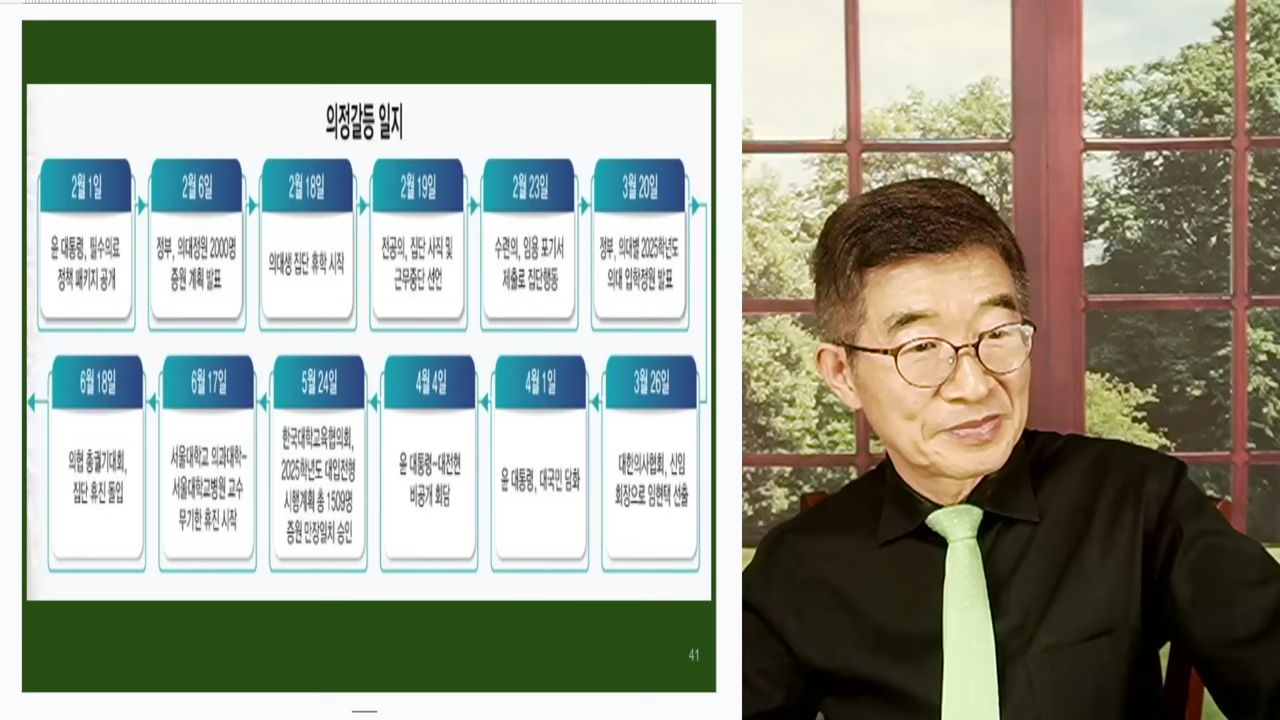 의정갈등 일지
2월 1일
윤 대통령, 필수의료
정책 패키지 공개
2월 6일
정부, 의대정원 2000명
증원 계획 발표
2월 18일
의대생 집단 휴학 시작
2월 19일
전공의, 집단 사직 및
근무중단 선언
2월 23일
수련의, 임용 포기서
제출로 집단행동
3월 20일
정부, 의대별 2025학년도
의대 입학정원 발표
3월 26일
대한의사협회, 신임
회장으로 임현택 선출
4월 1일
윤 대통령, 대국민 담화
4월 4일
윤 대통령-대전협
비공개 회담
5월 24일
한국대학교육협의회,
2025학년도 대입전형
시행계획 총 1509명
증원 만장일치 승인
6월 17일
서울대학교 의과대학-
서울대학교병원 교수
무기한 휴진 시작
6월 18일
의협 총궐기대회,
집단 휴진 돌입
41